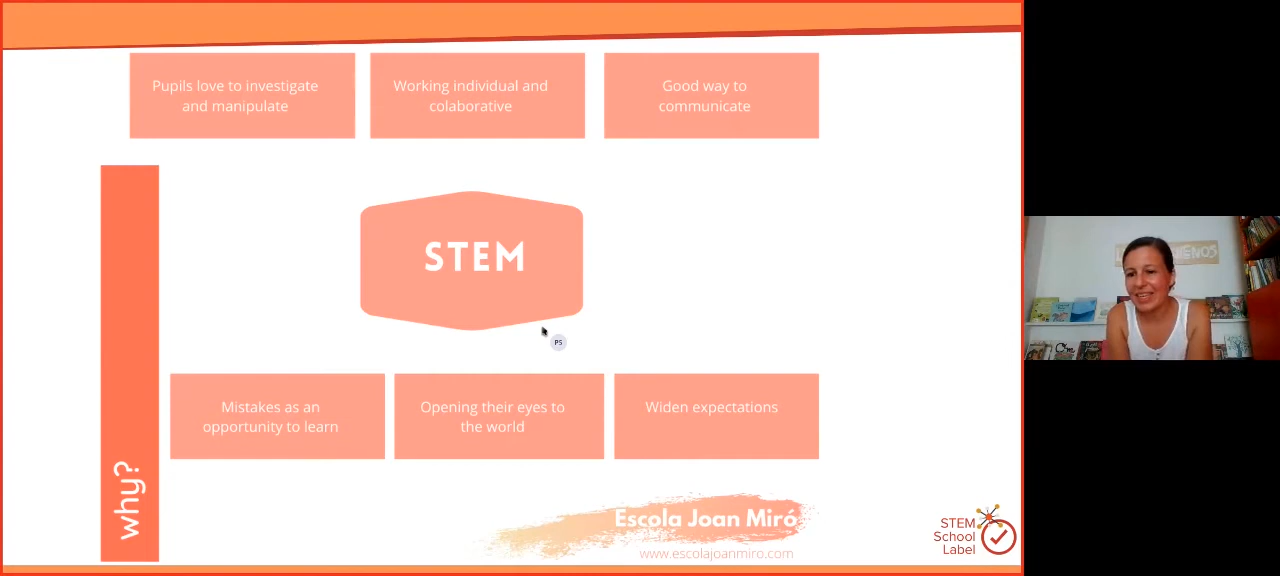 Pupils love to investigate
and manipulate
Working individual and
colaborative
Good way to
communicate
STEM
PS
Mistakes as an
opportunity to learn
Opening their eyes to
the world
Widen expectations
why?
Escola Joan Miró
www.escolajoanmiro.com
STEM
School
Label